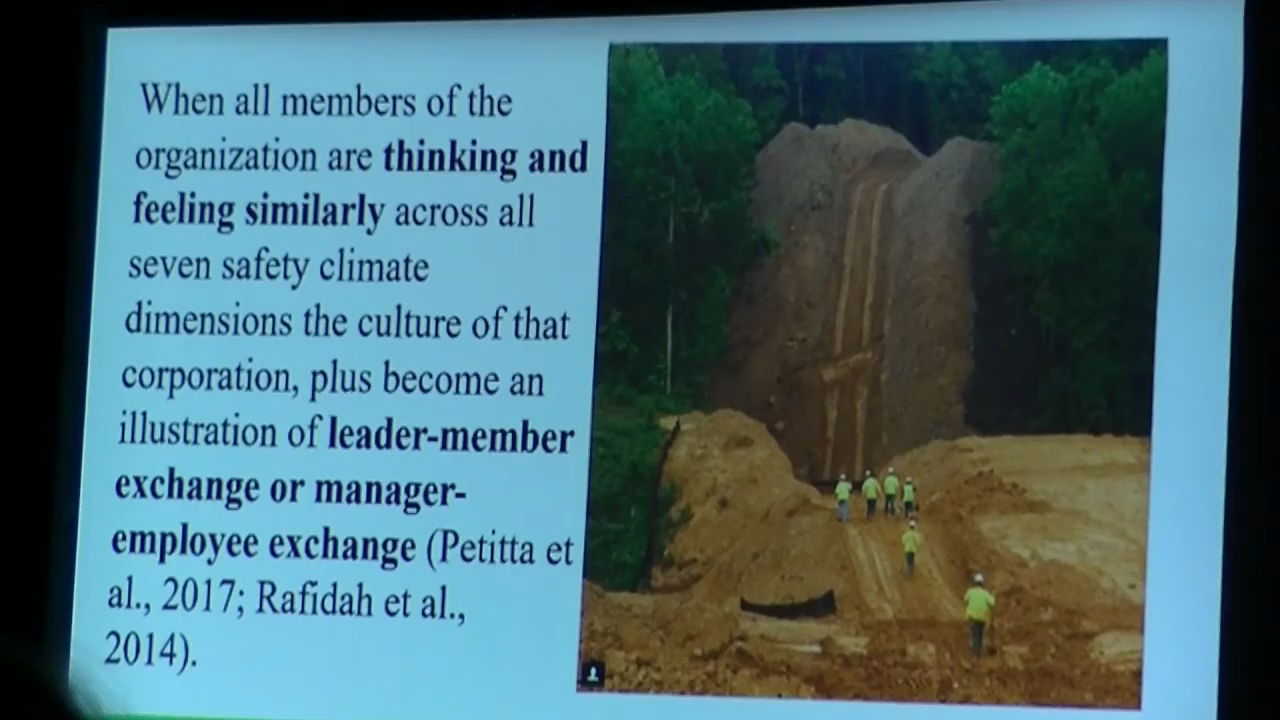 When all members of the
organization are thinking and
feeling similarly across all
seven safety climate
dimensions the culture of that
corporation, plus become an
illustration of leader-member
exchange or manager-
employee exchange (Petitta et
al., 2017; Rafidah et al.,
2014).